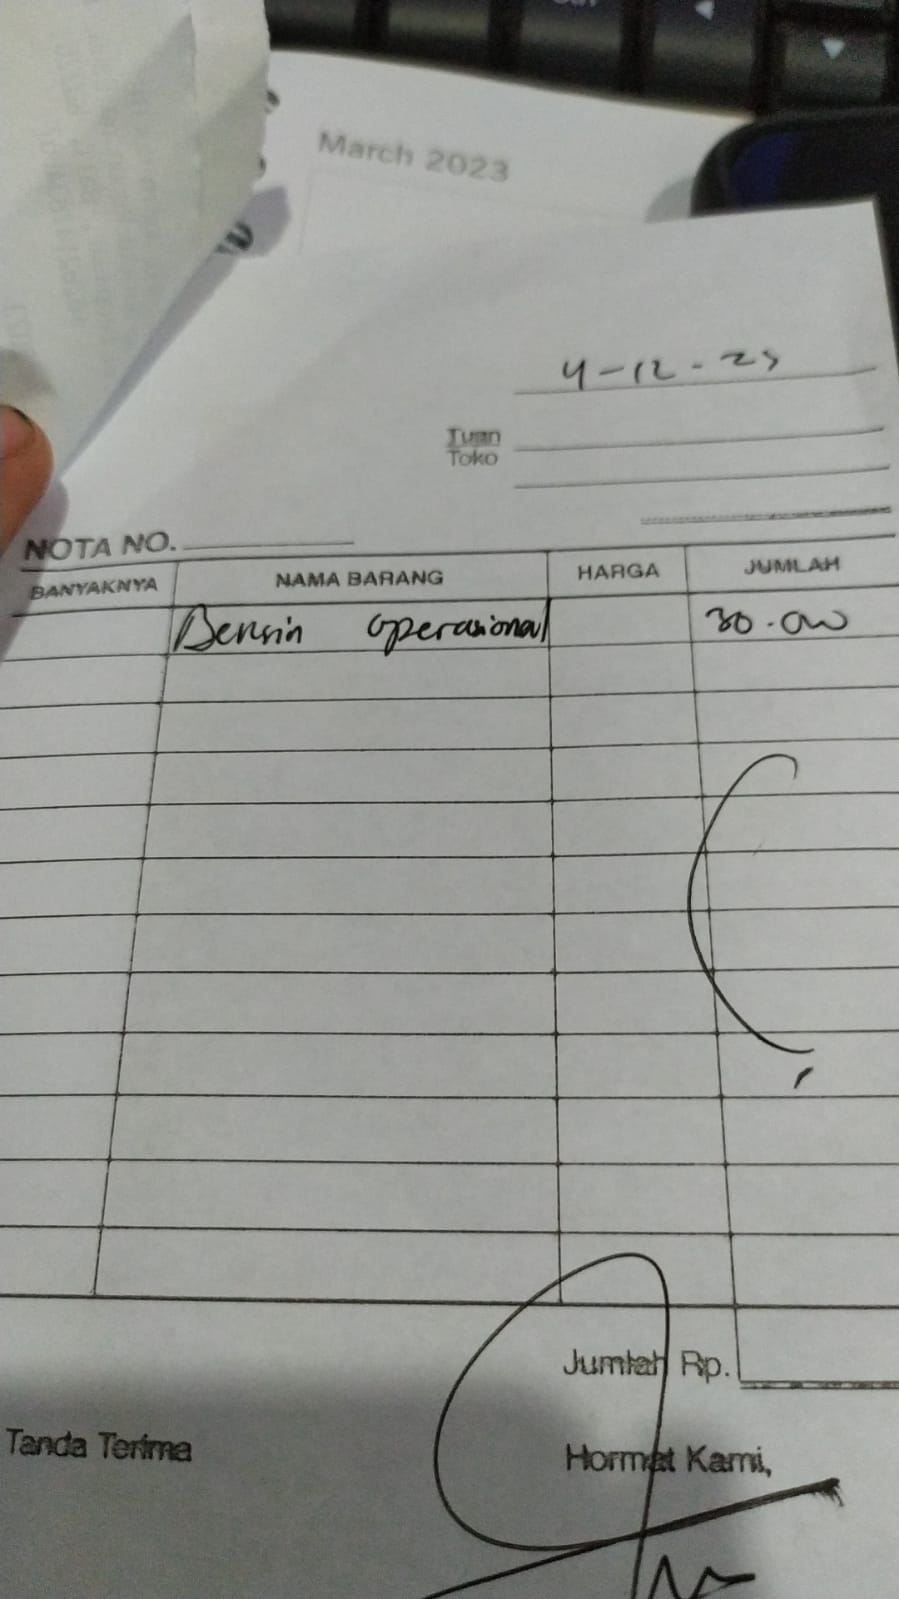 March 2023
4-12-23
Tuan
Toko
NOTA NO.
BANYAKNYA NAMA BARANG HARGA JUMLAH
Bensin operasional 30.000
Jumlah Rp.
Tanda Terima Hormat Kami,